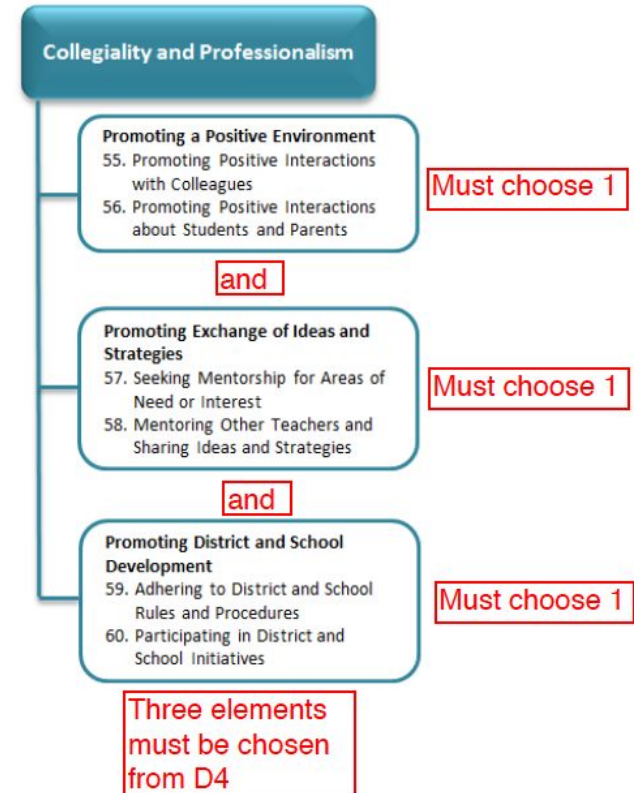 Collegiality and Professionalism
Promoting a Positive Environment
55. Promoting Positive Interactions
with Colleagues
56. Promoting Positive Interactions
about Students and Parents
Must choose 1
and
Promoting Exchange of Ideas and
Strategies
57. Seeking Mentorship for Areas of
Need or Interest
58. Mentoring Other Teachers and
Sharing Ideas and Strategies
Must choose 1
and
Promoting District and School
Development
59. Adhering to District and School
Rules and Procedures
60. Participating in District and
School Initiatives
Must choose 1
Three elements
must be chosen
from D4